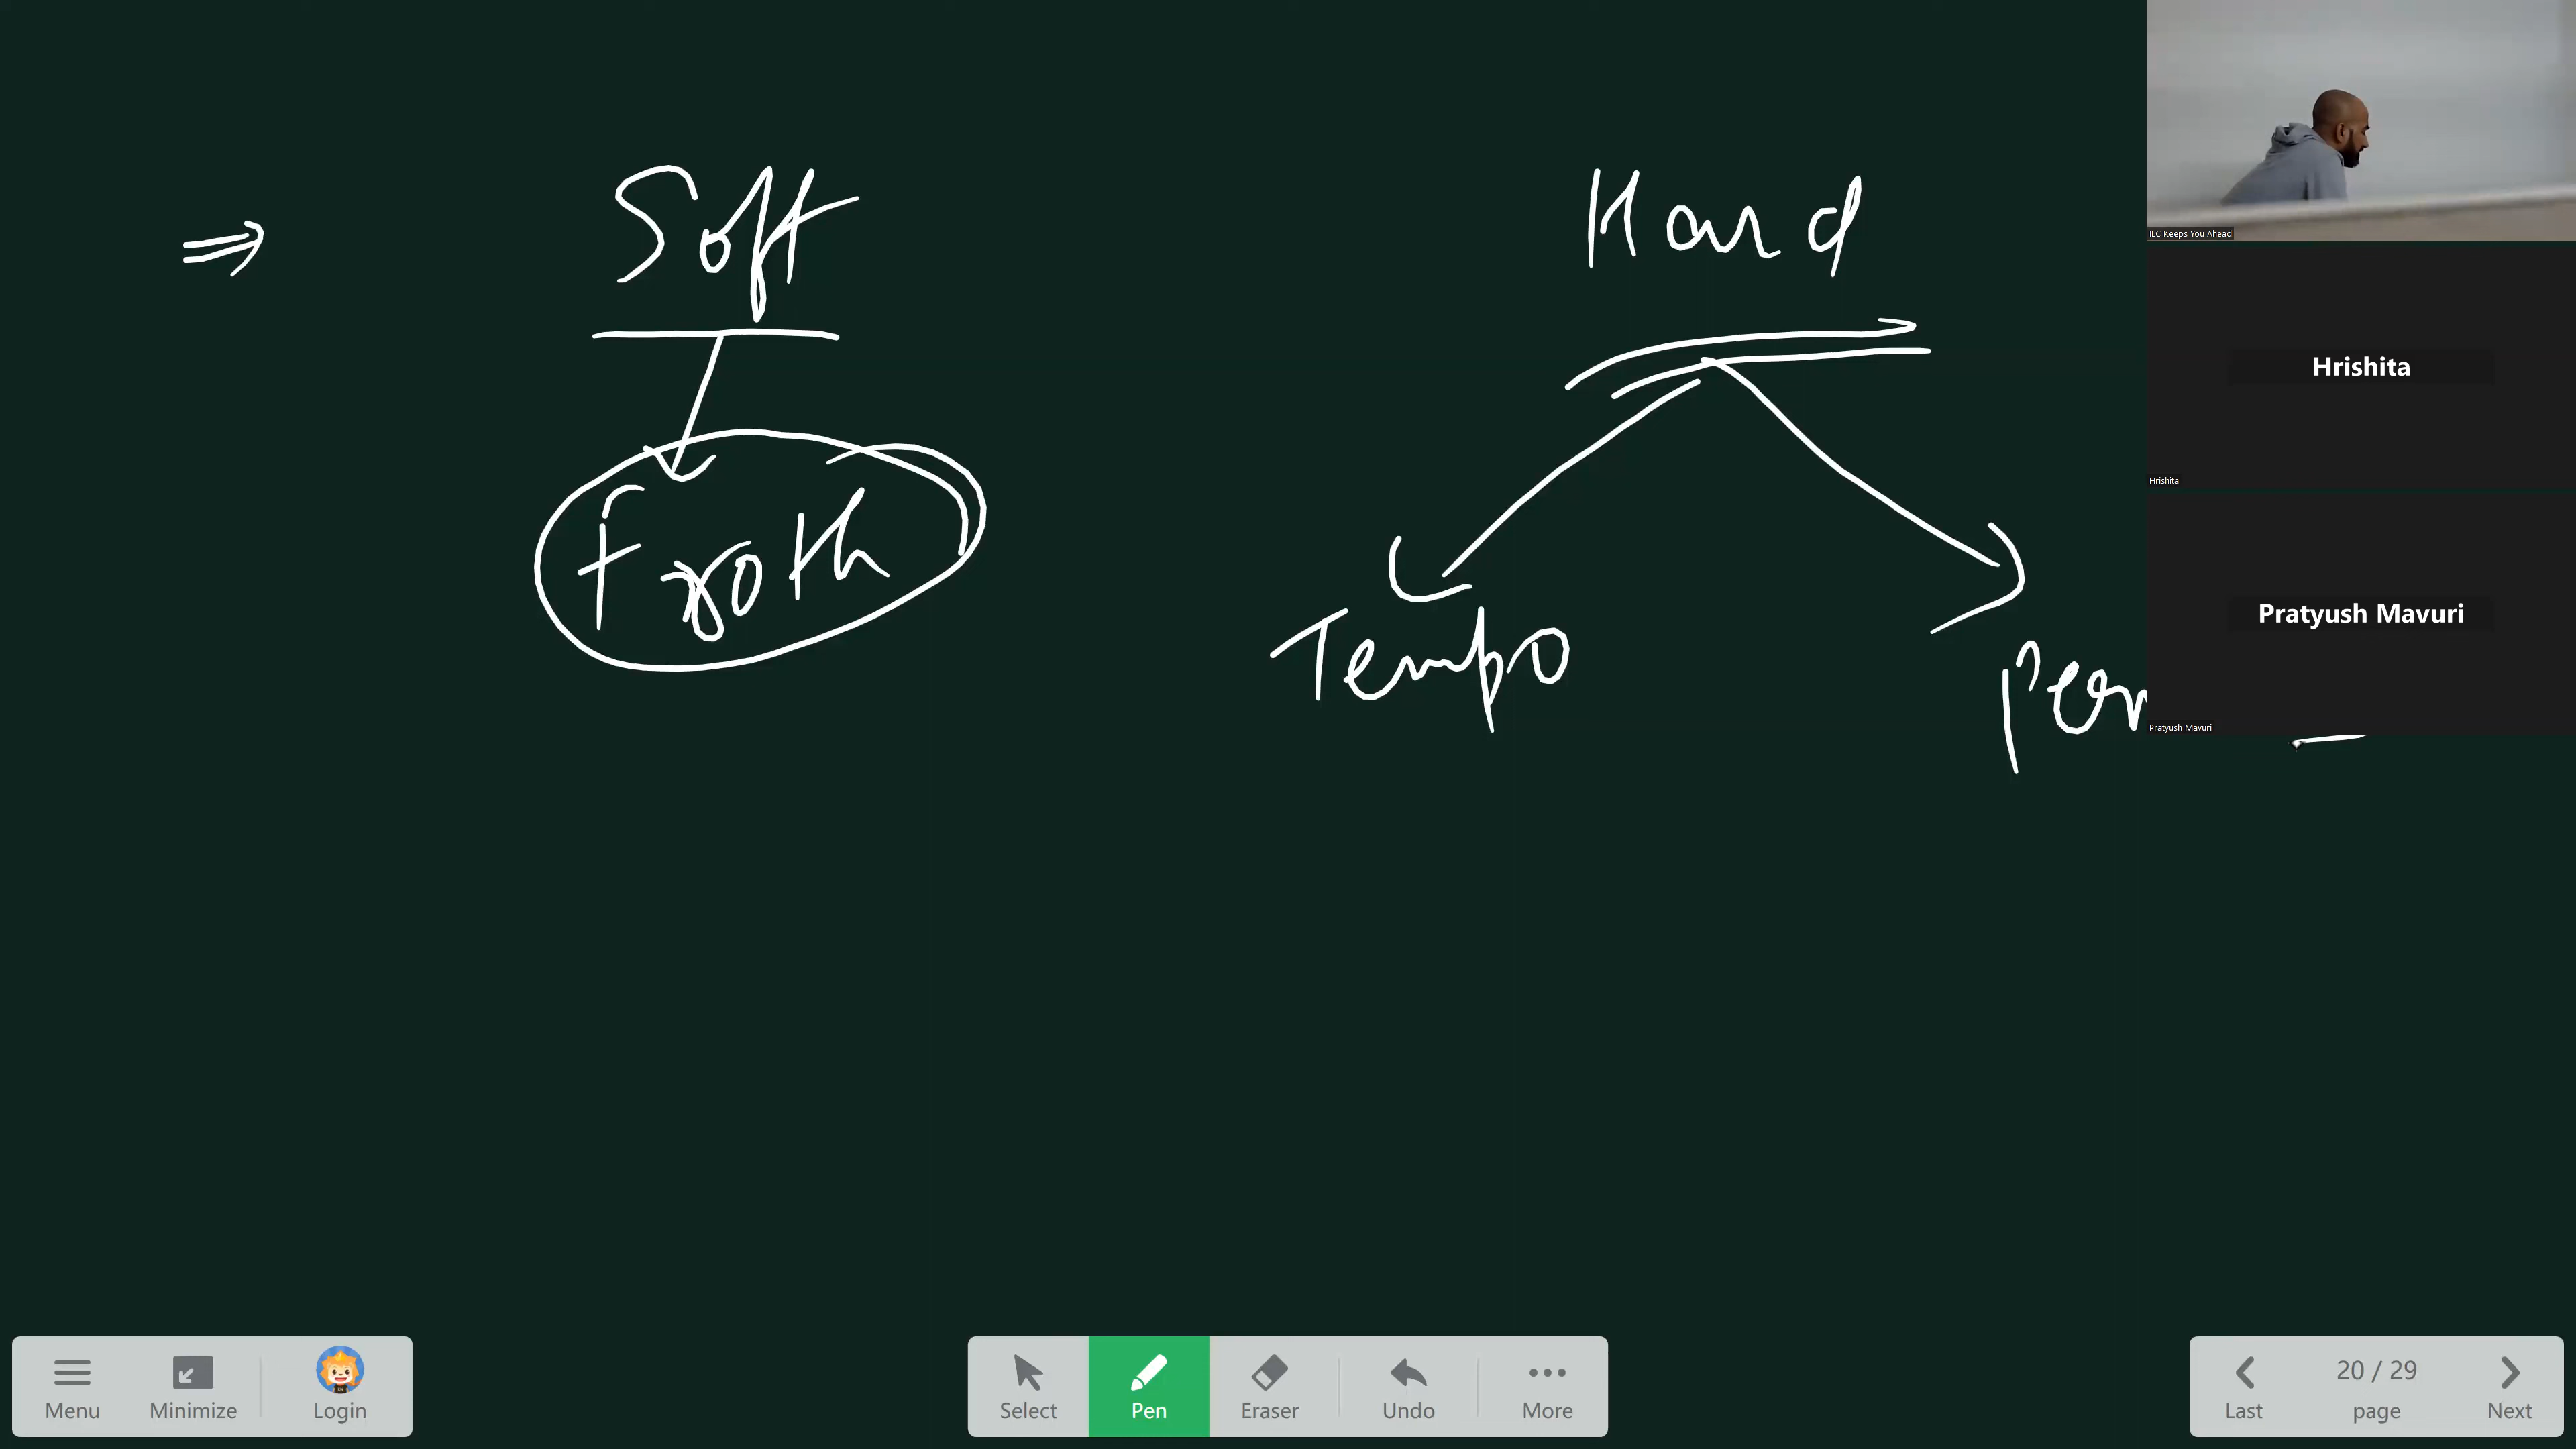 ⇒ Soft Hard
Froth
Tempo
Per
ILC Keeps You Ahead
Hrishita
Hrishita
Pratyush Mavuri
Pratyush Mavuri
Menu
Minimize
Login
Select
Pen
Eraser
Undo
More
Last
20 / 29
page
Next